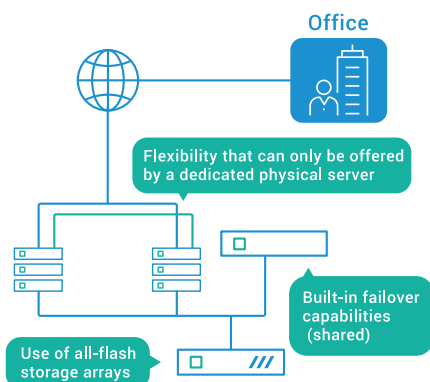 Office
Flexibility that can only be offered
by a dedicated physical server
Built-in failover
capabilities
(shared)
Use of all-flash
storage arrays